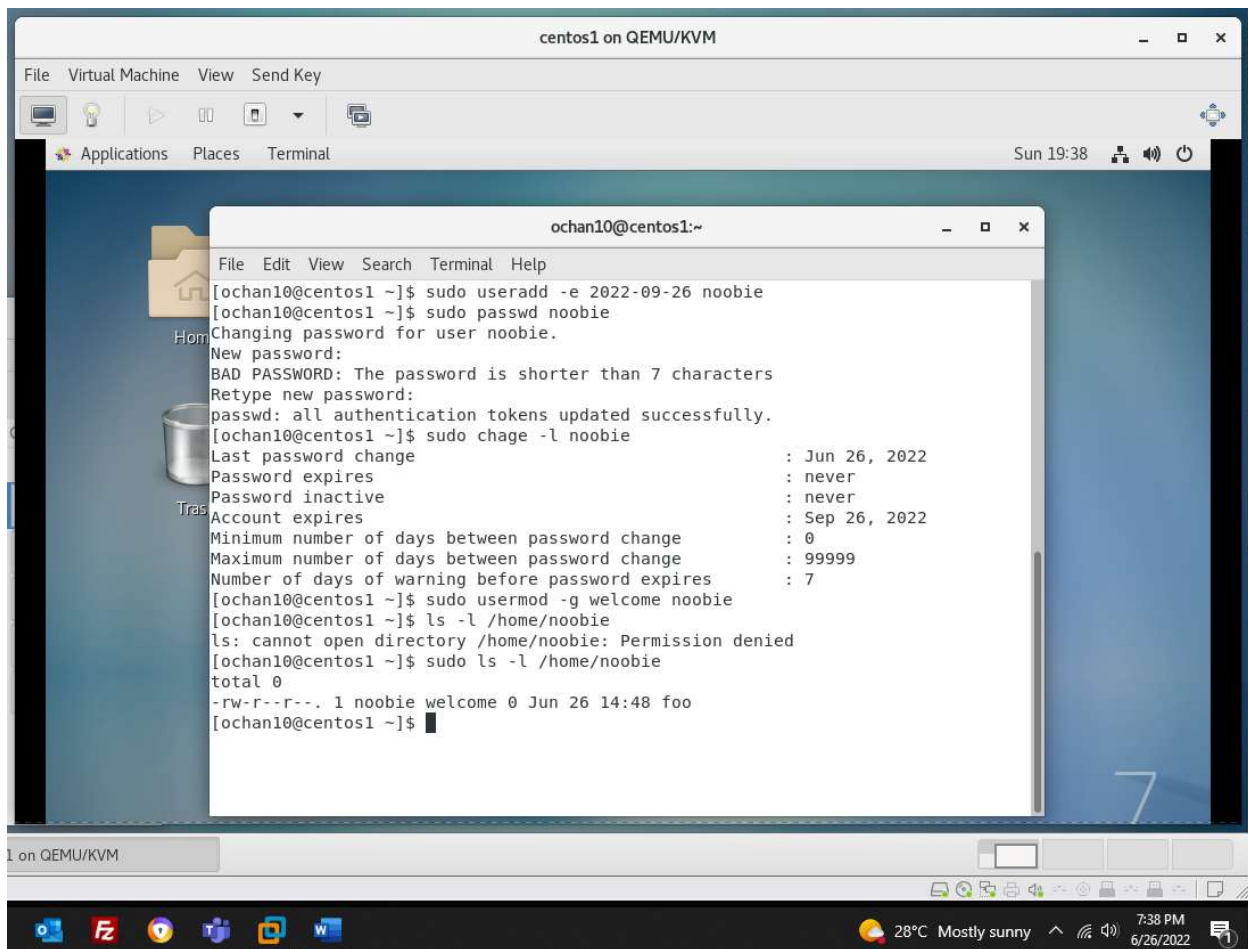 centos1 on QEMU/KVM
File Virtual Machine View Send Key
Applications Places Terminal Sun 19:38
ochan10@centos1:~
File Edit View Search Terminal Help
[ochan10@centos1 ~]$ sudo useradd -e 2022-09-26 noobie
[ochan10@centos1 ~]$ sudo passwd noobie
Changing password for user noobie.
New password:
BAD PASSWORD: The password is shorter than 7 characters
Retype new password:
passwd: all authentication tokens updated successfully.
[ochan10@centos1 ~]$ sudo chage -l noobie
Last password change : Jun 26, 2022
Password expires : never
Password inactive : never
Account expires : Sep 26, 2022
Minimum number of days between password change : 0
Maximum number of days between password change : 99999
Number of days of warning before password expires : 7
[ochan10@centos1 ~]$ sudo usermod -g welcome noobie
[ochan10@centos1 ~]$ ls -l /home/noobie
ls: cannot open directory /home/noobie: Permission denied
[ochan10@centos1 ~]$ sudo ls -l /home/noobie
total 0
-rw-r--r--. 1 noobie welcome 0 Jun 26 14:48 foo
[ochan10@centos1 ~]$
Hom
Tras
7
1 on QEMU/KVM
28°C Mostly sunny
7:38 PM
6/26/2022
1